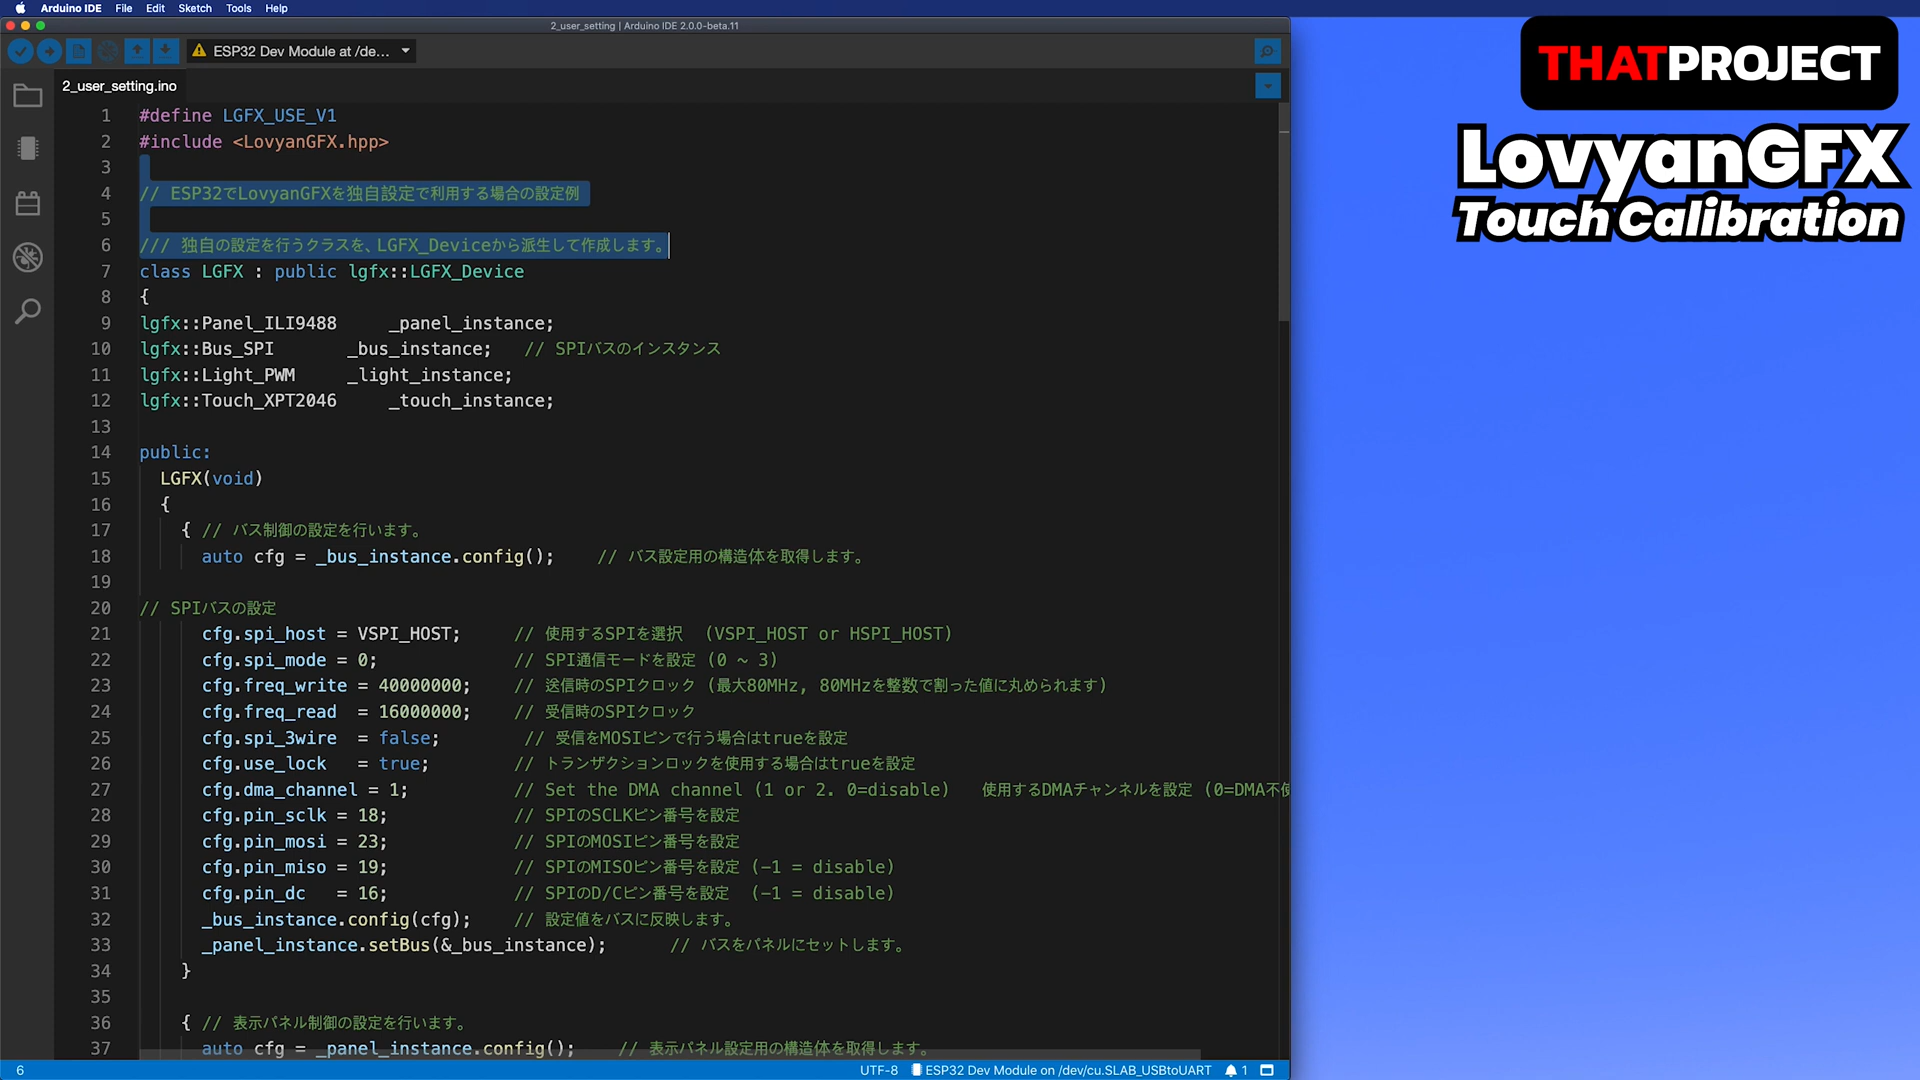 Arduino IDE File Edit Sketch Tools Help
2_user_setting | Arduino IDE 2.0.0-beta.11
ESP32 Dev Module at /de...
2_user_setting.ino
1 #define LGFX_USE_V1
2 #include <LovyanGFX.hpp>
3
4 // ESP32でLovyanGFXを独自設定で利用する場合の設定例
5
6 /// 独自の設定を行うクラスを、LGFX_Deviceから派生して作成します。
7 class LGFX : public lgfx::LGFX_Device
8 {
9 lgfx::Panel_ILI9488 _panel_instance;
10 lgfx::Bus_SPI _bus_instance; // SPIバスのインスタンス
11 lgfx::Light_PWM _light_instance;
12 lgfx::Touch_XPT2046 _touch_instance;
13
14 public:
15 LGFX(void)
16 {
17 { // バス制御の設定を行います。
18 auto cfg = _bus_instance.config(); // バス設定用の構造体を取得します。
19
20 // SPIバスの設定
21 cfg.spi_host = VSPI_HOST; // 使用するSPIを選択 (VSPI_HOST or HSPI_HOST)
22 cfg.spi_mode = 0; // SPI通信モードを設定 (0 ~ 3)
23 cfg.freq_write = 40000000; // 送信時のSPIクロック (最大80MHz, 80MHzを整数で割った値に丸められます)
24 cfg.freq_read = 16000000; // 受信時のSPIクロック
25 cfg.spi_3wire = false; // 受信をMOSIピンで行う場合はtrueを設定
26 cfg.use_lock = true; // トランザクションロックを使用する場合はtrueを設定
27 cfg.dma_channel = 1; // Set the DMA channel (1 or 2. 0=disable) 使用するDMAチャンネルを設定 (0=DMA不使
28 cfg.pin_sclk = 18; // SPIのSCLKピン番号を設定
29 cfg.pin_mosi = 23; // SPIのMOSIピン番号を設定
30 cfg.pin_miso = 19; // SPIのMISOピン番号を設定 (-1 = disable)
31 cfg.pin_dc = 16; // SPIのD/Cピン番号を設定 (-1 = disable)
32 _bus_instance.config(cfg); // 設定値をバスに反映します。
33 _panel_instance.setBus(&_bus_instance); // バスをパネルにセットします。
34 }
35
36 { // 表示パネル制御の設定を行います。
37 auto cfg = _panel_instance.config(); // 表示パネル設定用の構造体を取得します。
6 UTF-8 ESP32 Dev Module on /dev/cu.SLAB_USBtoUART 1
THATPROJECT
LovyanGFX
Touch Calibration